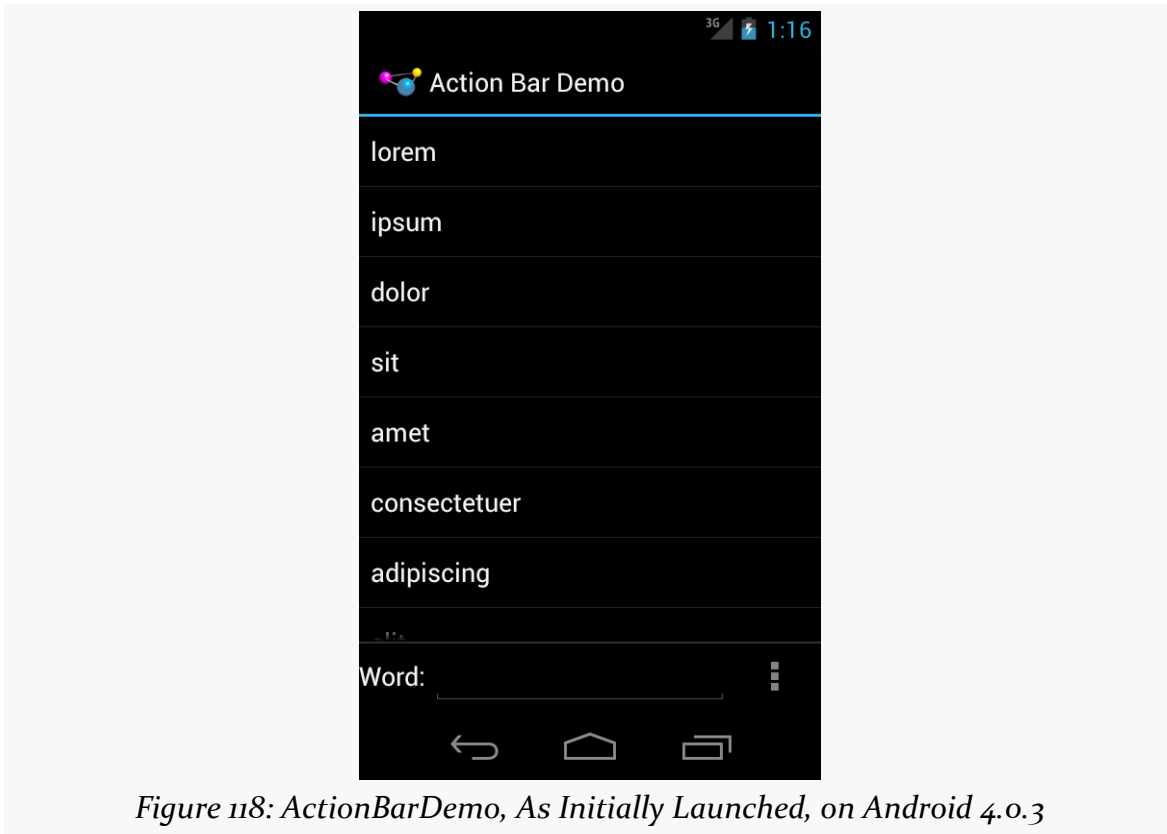 3G 1:16
Action Bar Demo
lorem
ipsum
dolor
sit
amet
consectetuer
adipiscing
Word:
Figure 118: ActionBarDemo, As Initially Launched, on Android 4.0.3